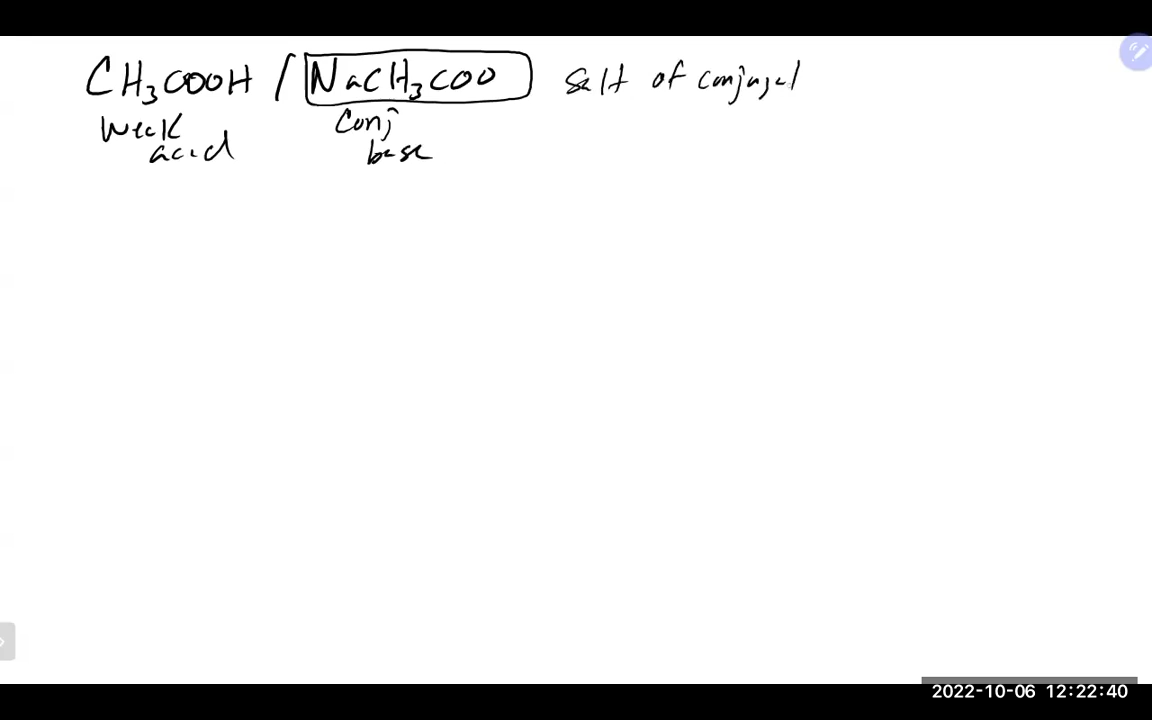 CH₃COOH / NaCH₃COO salt of conjugat
weak acid
conj base
2022-10-06 12:22:40